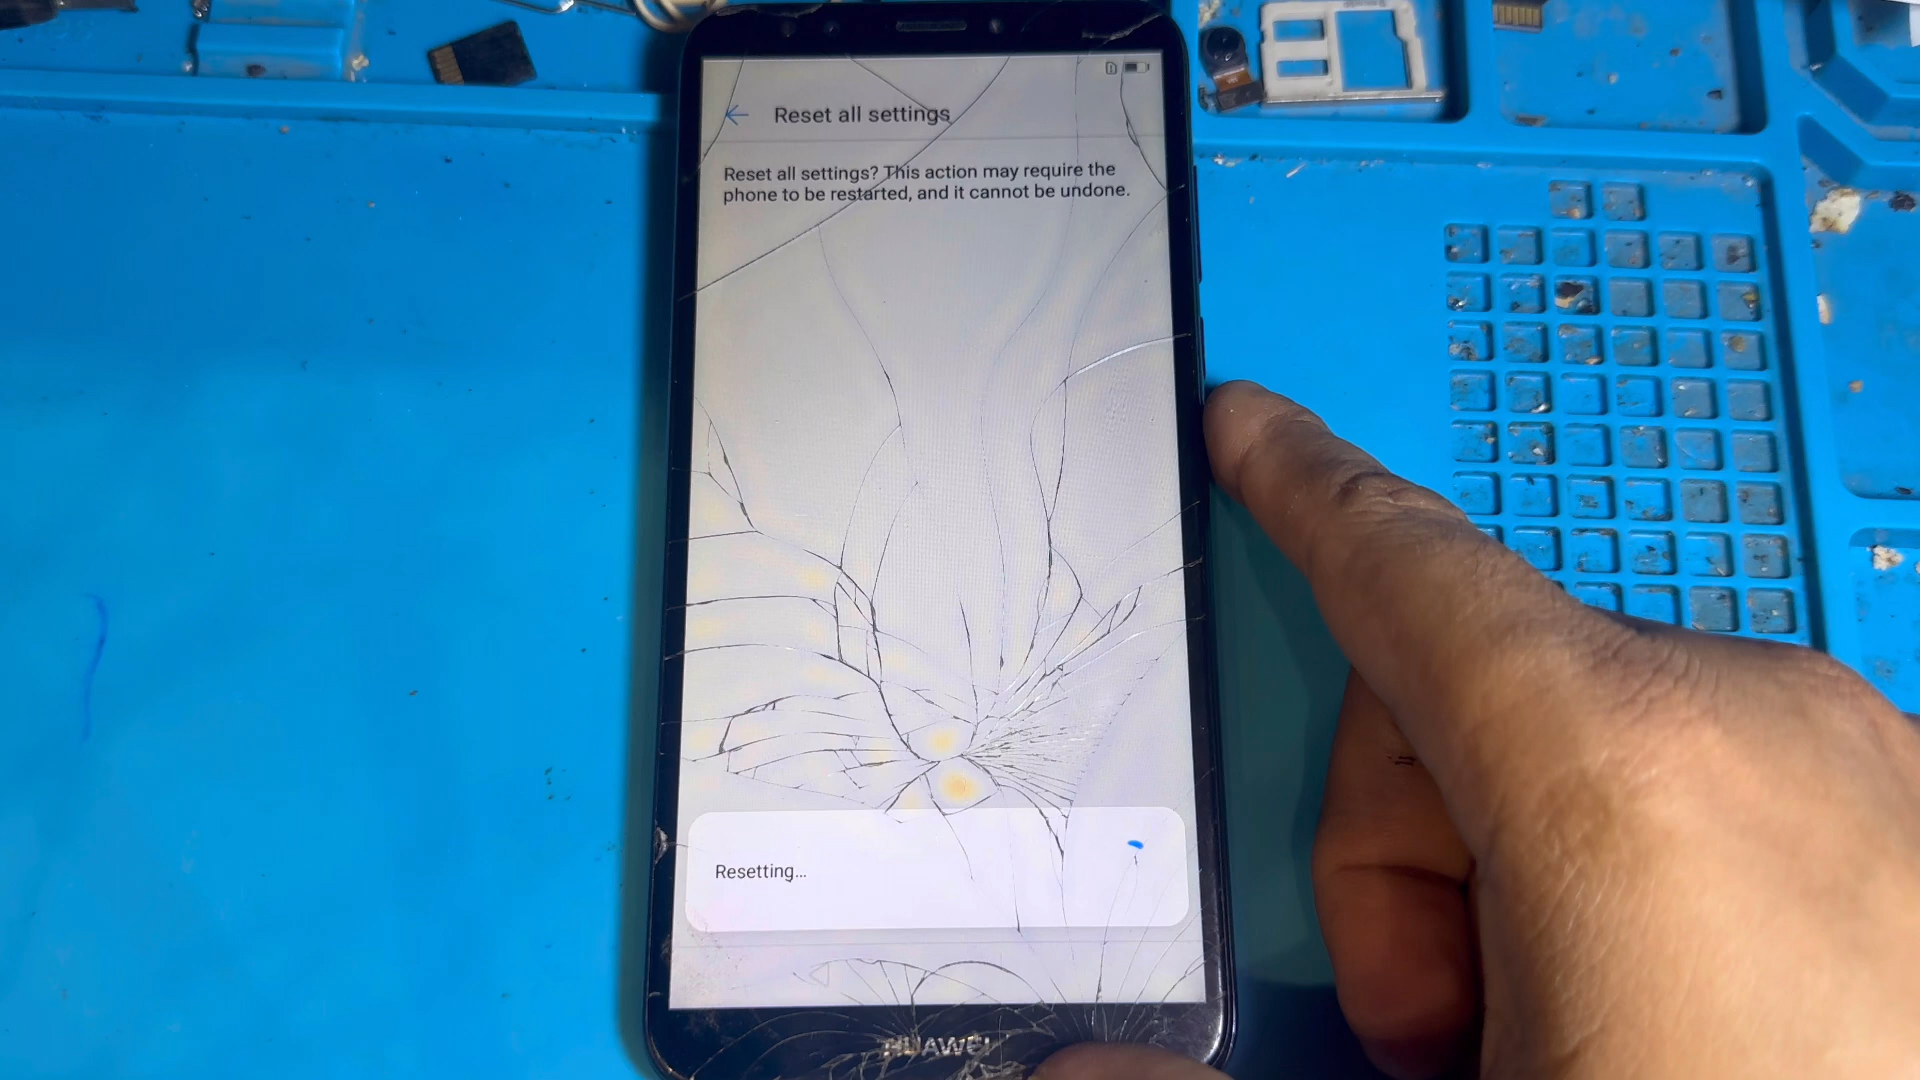 Reset all settings
Reset all settings? This action may require the
phone to be restarted, and it cannot be undone.
Resetting...
HUAWEI